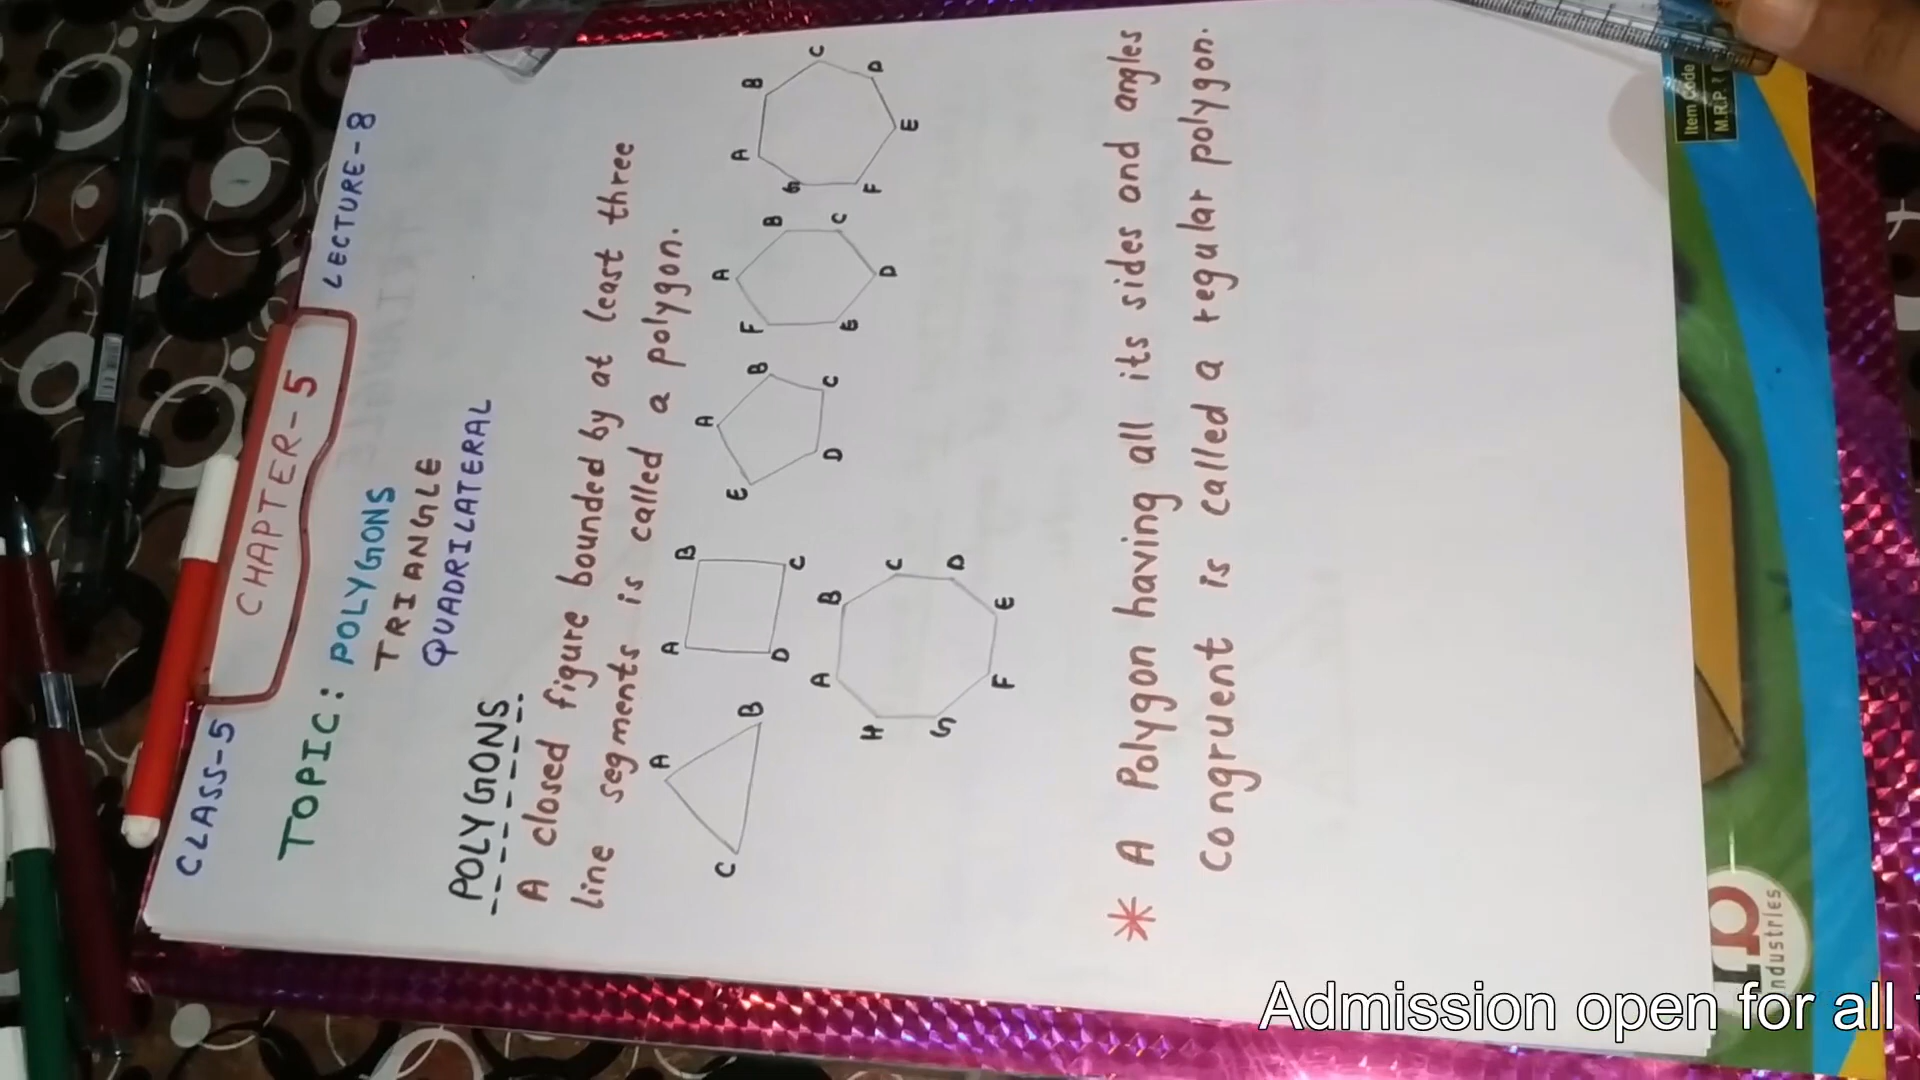 CLASS-5
CHAPTER-5
LECTURE-8
TOPIC: POLYGONS
TRIANGLE
QUADRILATERAL
POLYGONS
A closed figure bounded by at least three
line segments is called a polygon.
A
B
C
A
B
C
D
A
B
C
D
E
A
B
C
D
E
F
A
B
C
D
E
F
G
A
B
C
D
E
F
G
H
* A Polygon having all its sides and angles
Congruent is called a regular polygon.
Item Code
M.R.P. ₹
ndustries
Admission open for all